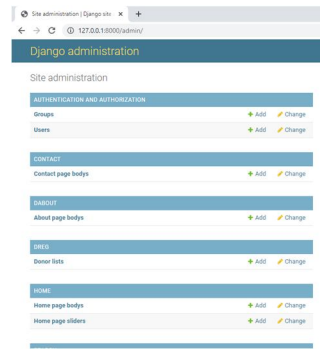 Site administration | Django site
127.0.0.1:8000/admin/
Django administration
Site administration
AUTHENTICATION AND AUTHORIZATION
Groups + Add Change
Users + Add Change
CONTACT
Contact page bodys + Add Change
DABOUT
About page bodys + Add Change
DREG
Donor lists + Add Change
HOME
Home page bodys + Add Change
Home page sliders + Add Change